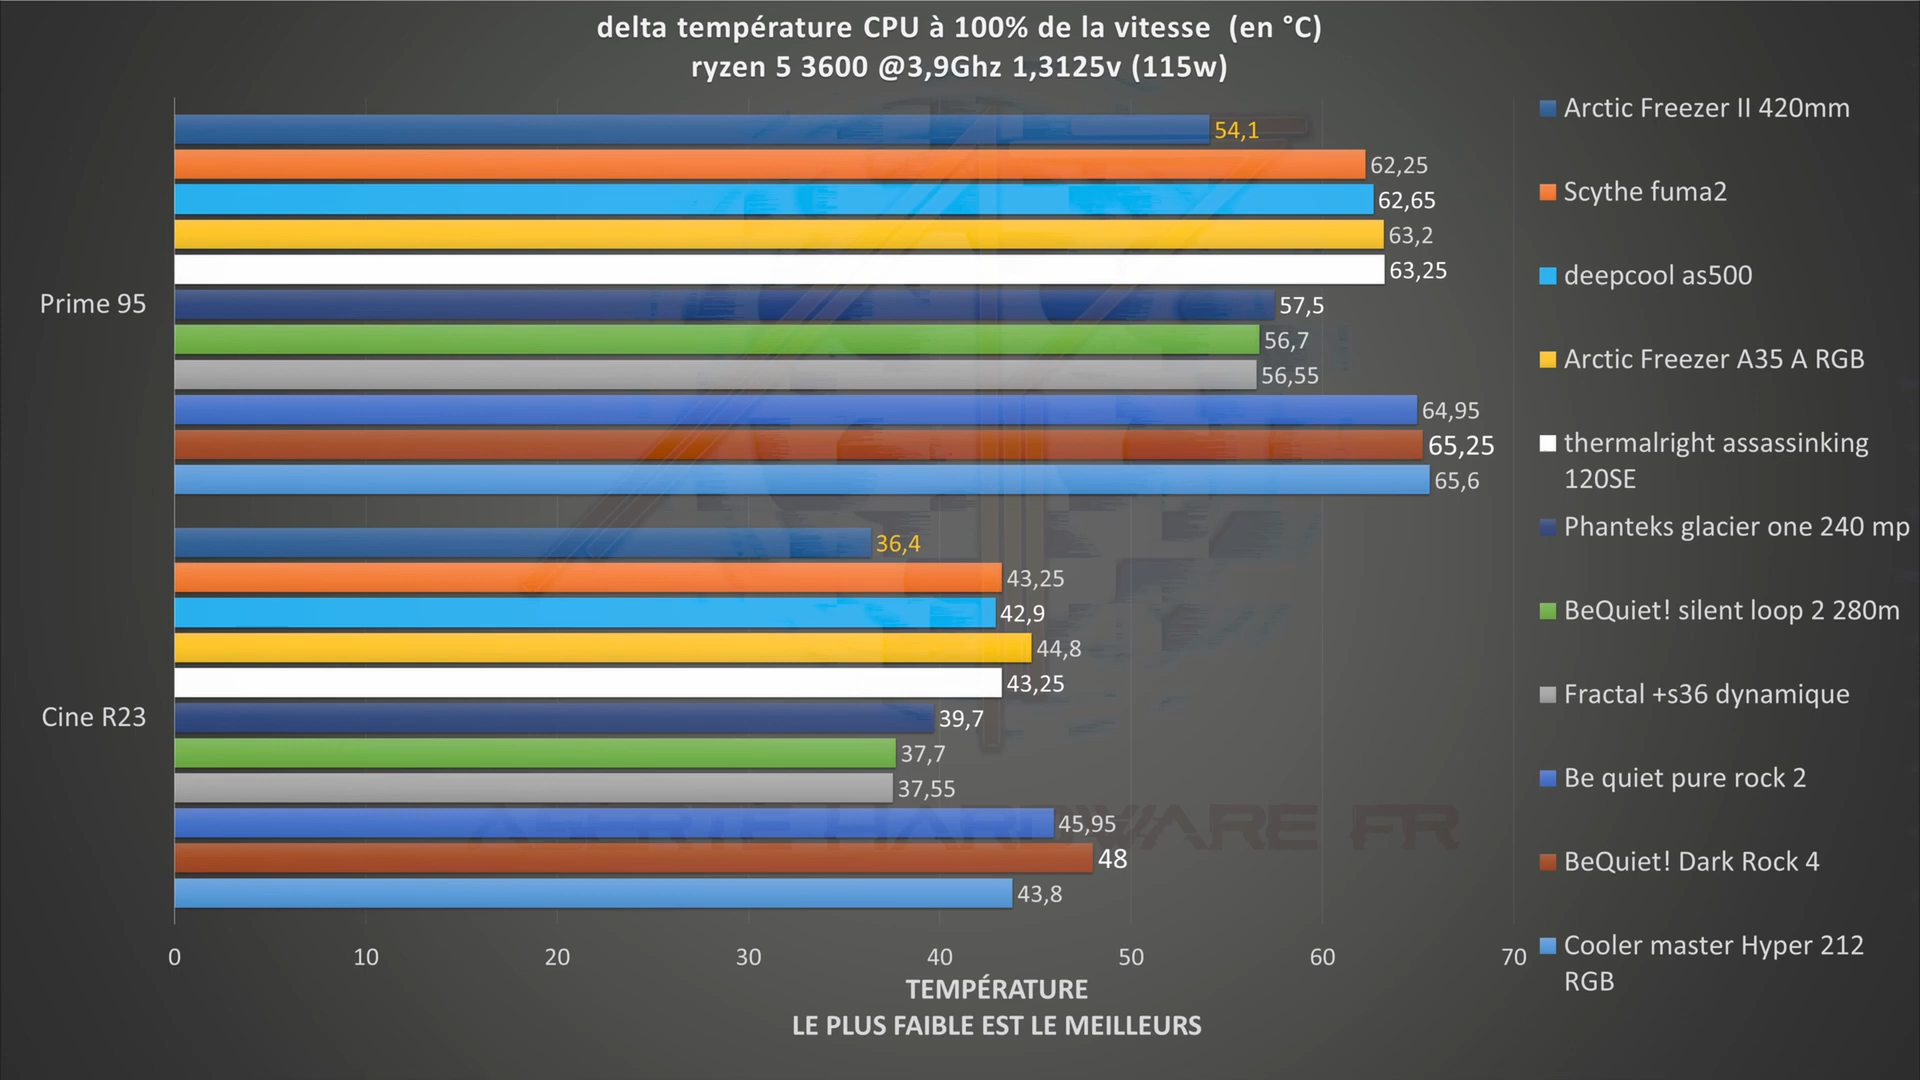 delta température CPU à 100% de la vitesse  (en °C)
ryzen 5 3600 @3,9Ghz 1,3125v (115w)
Prime 95
54,1
62,25
62,65
63,2
63,25
57,5
56,7
56,55
64,95
65,25
65,6
Cine R23
36,4
43,25
42,9
44,8
43,25
39,7
37,7
37,55
45,95
48
43,8
0 10 20 30 40 50 60 70
TEMPÉRATURE
LE PLUS FAIBLE EST LE MEILLEURS
Arctic Freezer II 420mm
Scythe fuma2
deepcool as500
Arctic Freezer A35 A RGB
thermalright assassinking
120SE
Phanteks glacier one 240 mp
BeQuiet! silent loop 2 280m
Fractal +s36 dynamique
Be quiet pure rock 2
BeQuiet! Dark Rock 4
Cooler master Hyper 212
RGB
HARDWARE FR